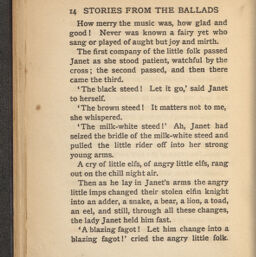 14 STORIES FROM THE BALLADS
How merry the music was, how glad and
good! Never was known a fairy yet who
sang or played of aught but joy and mirth.
The first company of the little folk passed
Janet as she stood patient, watchful by the
cross; the second passed, and then there
came the third.
'The black steed! Let it go,' said Janet
to herself.
'The brown steed! It matters not to me,'
she whispered.
'The milk-white steed!' Ah, Janet had
seized the bridle of the milk-white steed and
pulled the little rider off into her strong
young arms.
A cry of little elfs, of angry little elfs, rang
out on the chill night air.
Then as he lay in Janet's arms the angry
little imps changed their stolen elfin knight
into an adder, a snake, a bear, a lion, a toad,
an eel, and still, through all these changes,
the lady Janet held him fast.
'A blazing fagot! Let him change into a
blazing fagot!' cried the angry little folk.